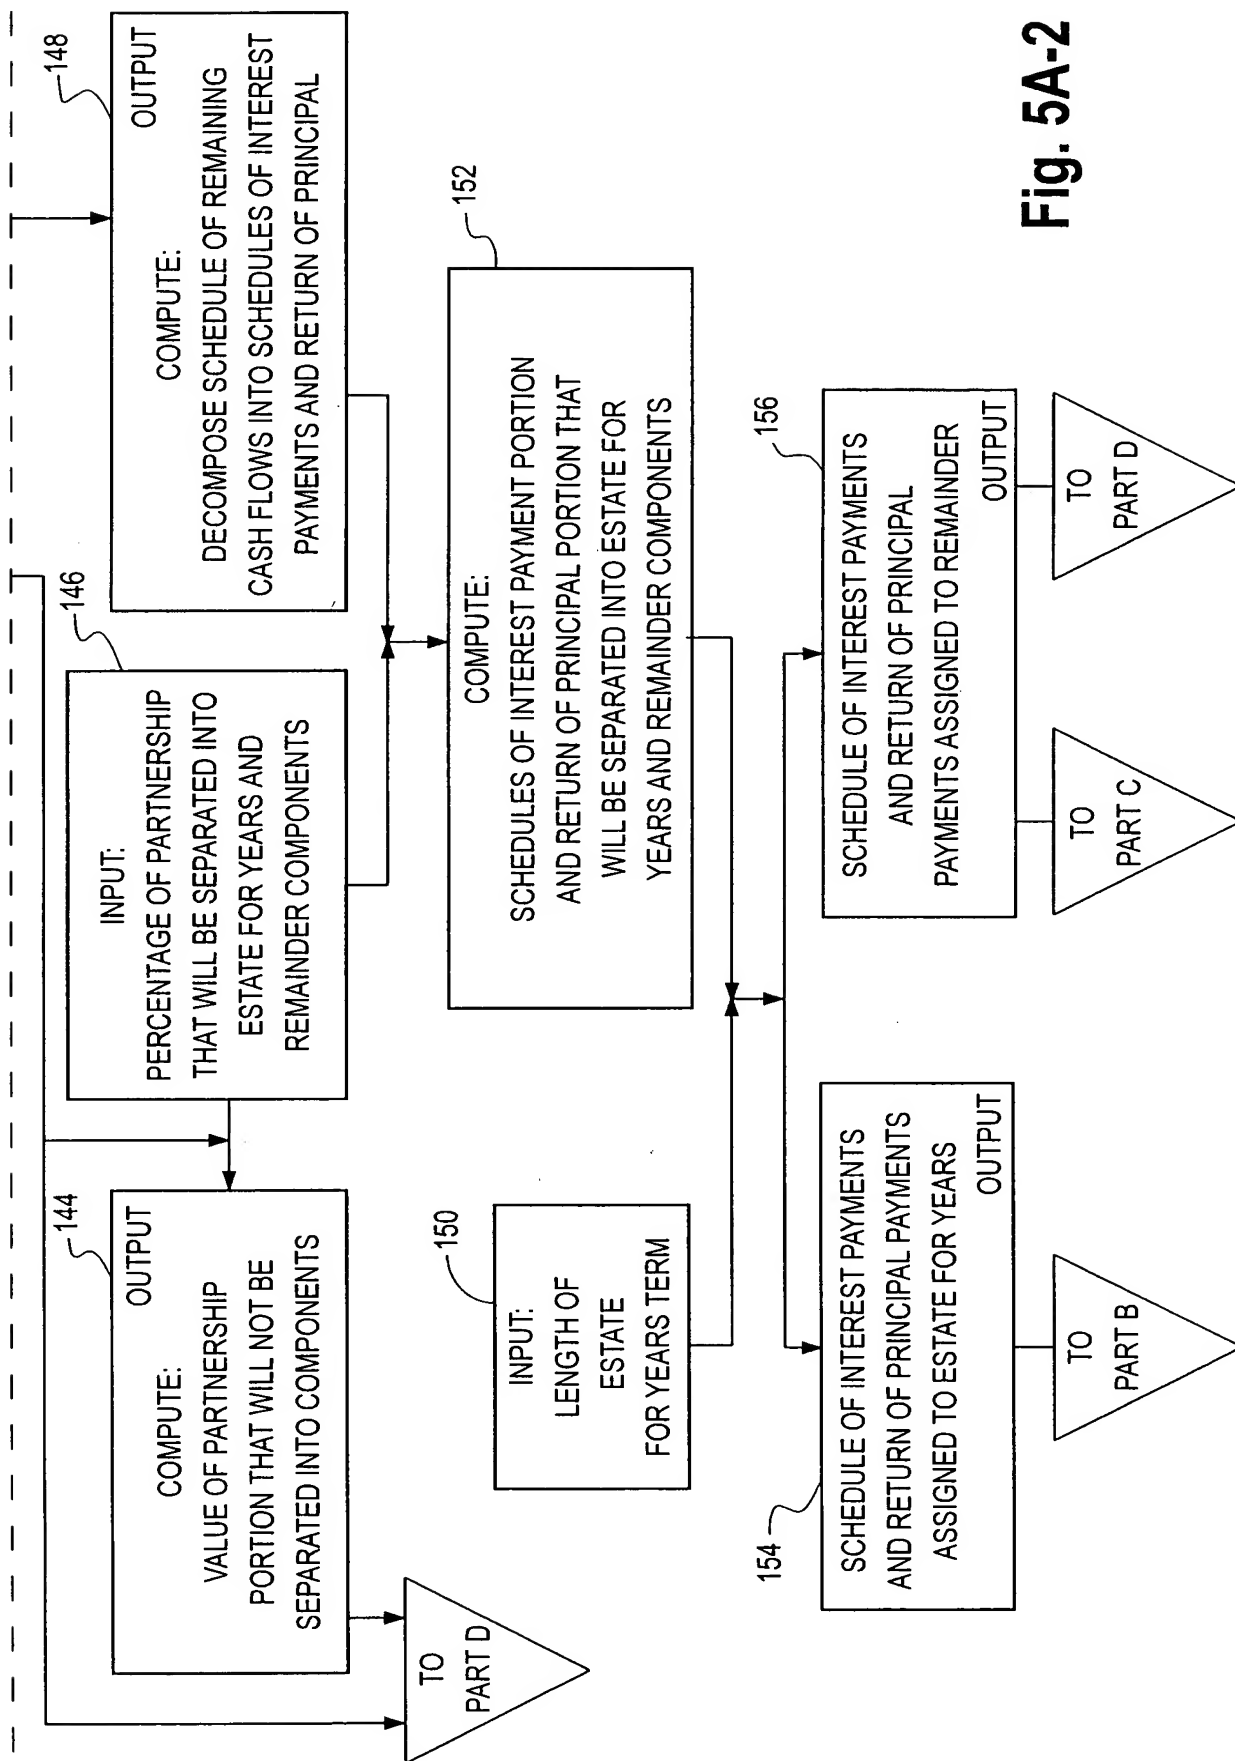 148
OUTPUT
COMPUTE:
DECOMPOSE SCHEDULE OF REMAINING
CASH FLOWS INTO SCHEDULES OF INTEREST
PAYMENTS AND RETURN OF PRINCIPAL
146
INPUT:
PERCENTAGE OF PARTNERSHIP
THAT WILL BE SEPARATED INTO
ESTATE FOR YEARS AND
REMAINDER COMPONENTS
144
OUTPUT
COMPUTE:
VALUE OF PARTNERSHIP
PORTION THAT WILL NOT BE
SEPARATED INTO COMPONENTS
TO
PART D
152
COMPUTE:
SCHEDULES OF INTEREST PAYMENT PORTION
AND RETURN OF PRINCIPAL PORTION THAT
WILL BE SEPARATED INTO ESTATE FOR
YEARS AND REMAINDER COMPONENTS
150
INPUT:
LENGTH OF
ESTATE
FOR YEARS TERM
154
SCHEDULE OF INTEREST PAYMENTS
AND RETURN OF PRINCIPAL PAYMENTS
ASSIGNED TO ESTATE FOR YEARS
OUTPUT
TO
PART B
156
SCHEDULE OF INTEREST PAYMENTS
AND RETURN OF PRINCIPAL
PAYMENTS ASSIGNED TO REMAINDER
OUTPUT
TO
PART C
TO
PART D
Fig. 5A-2